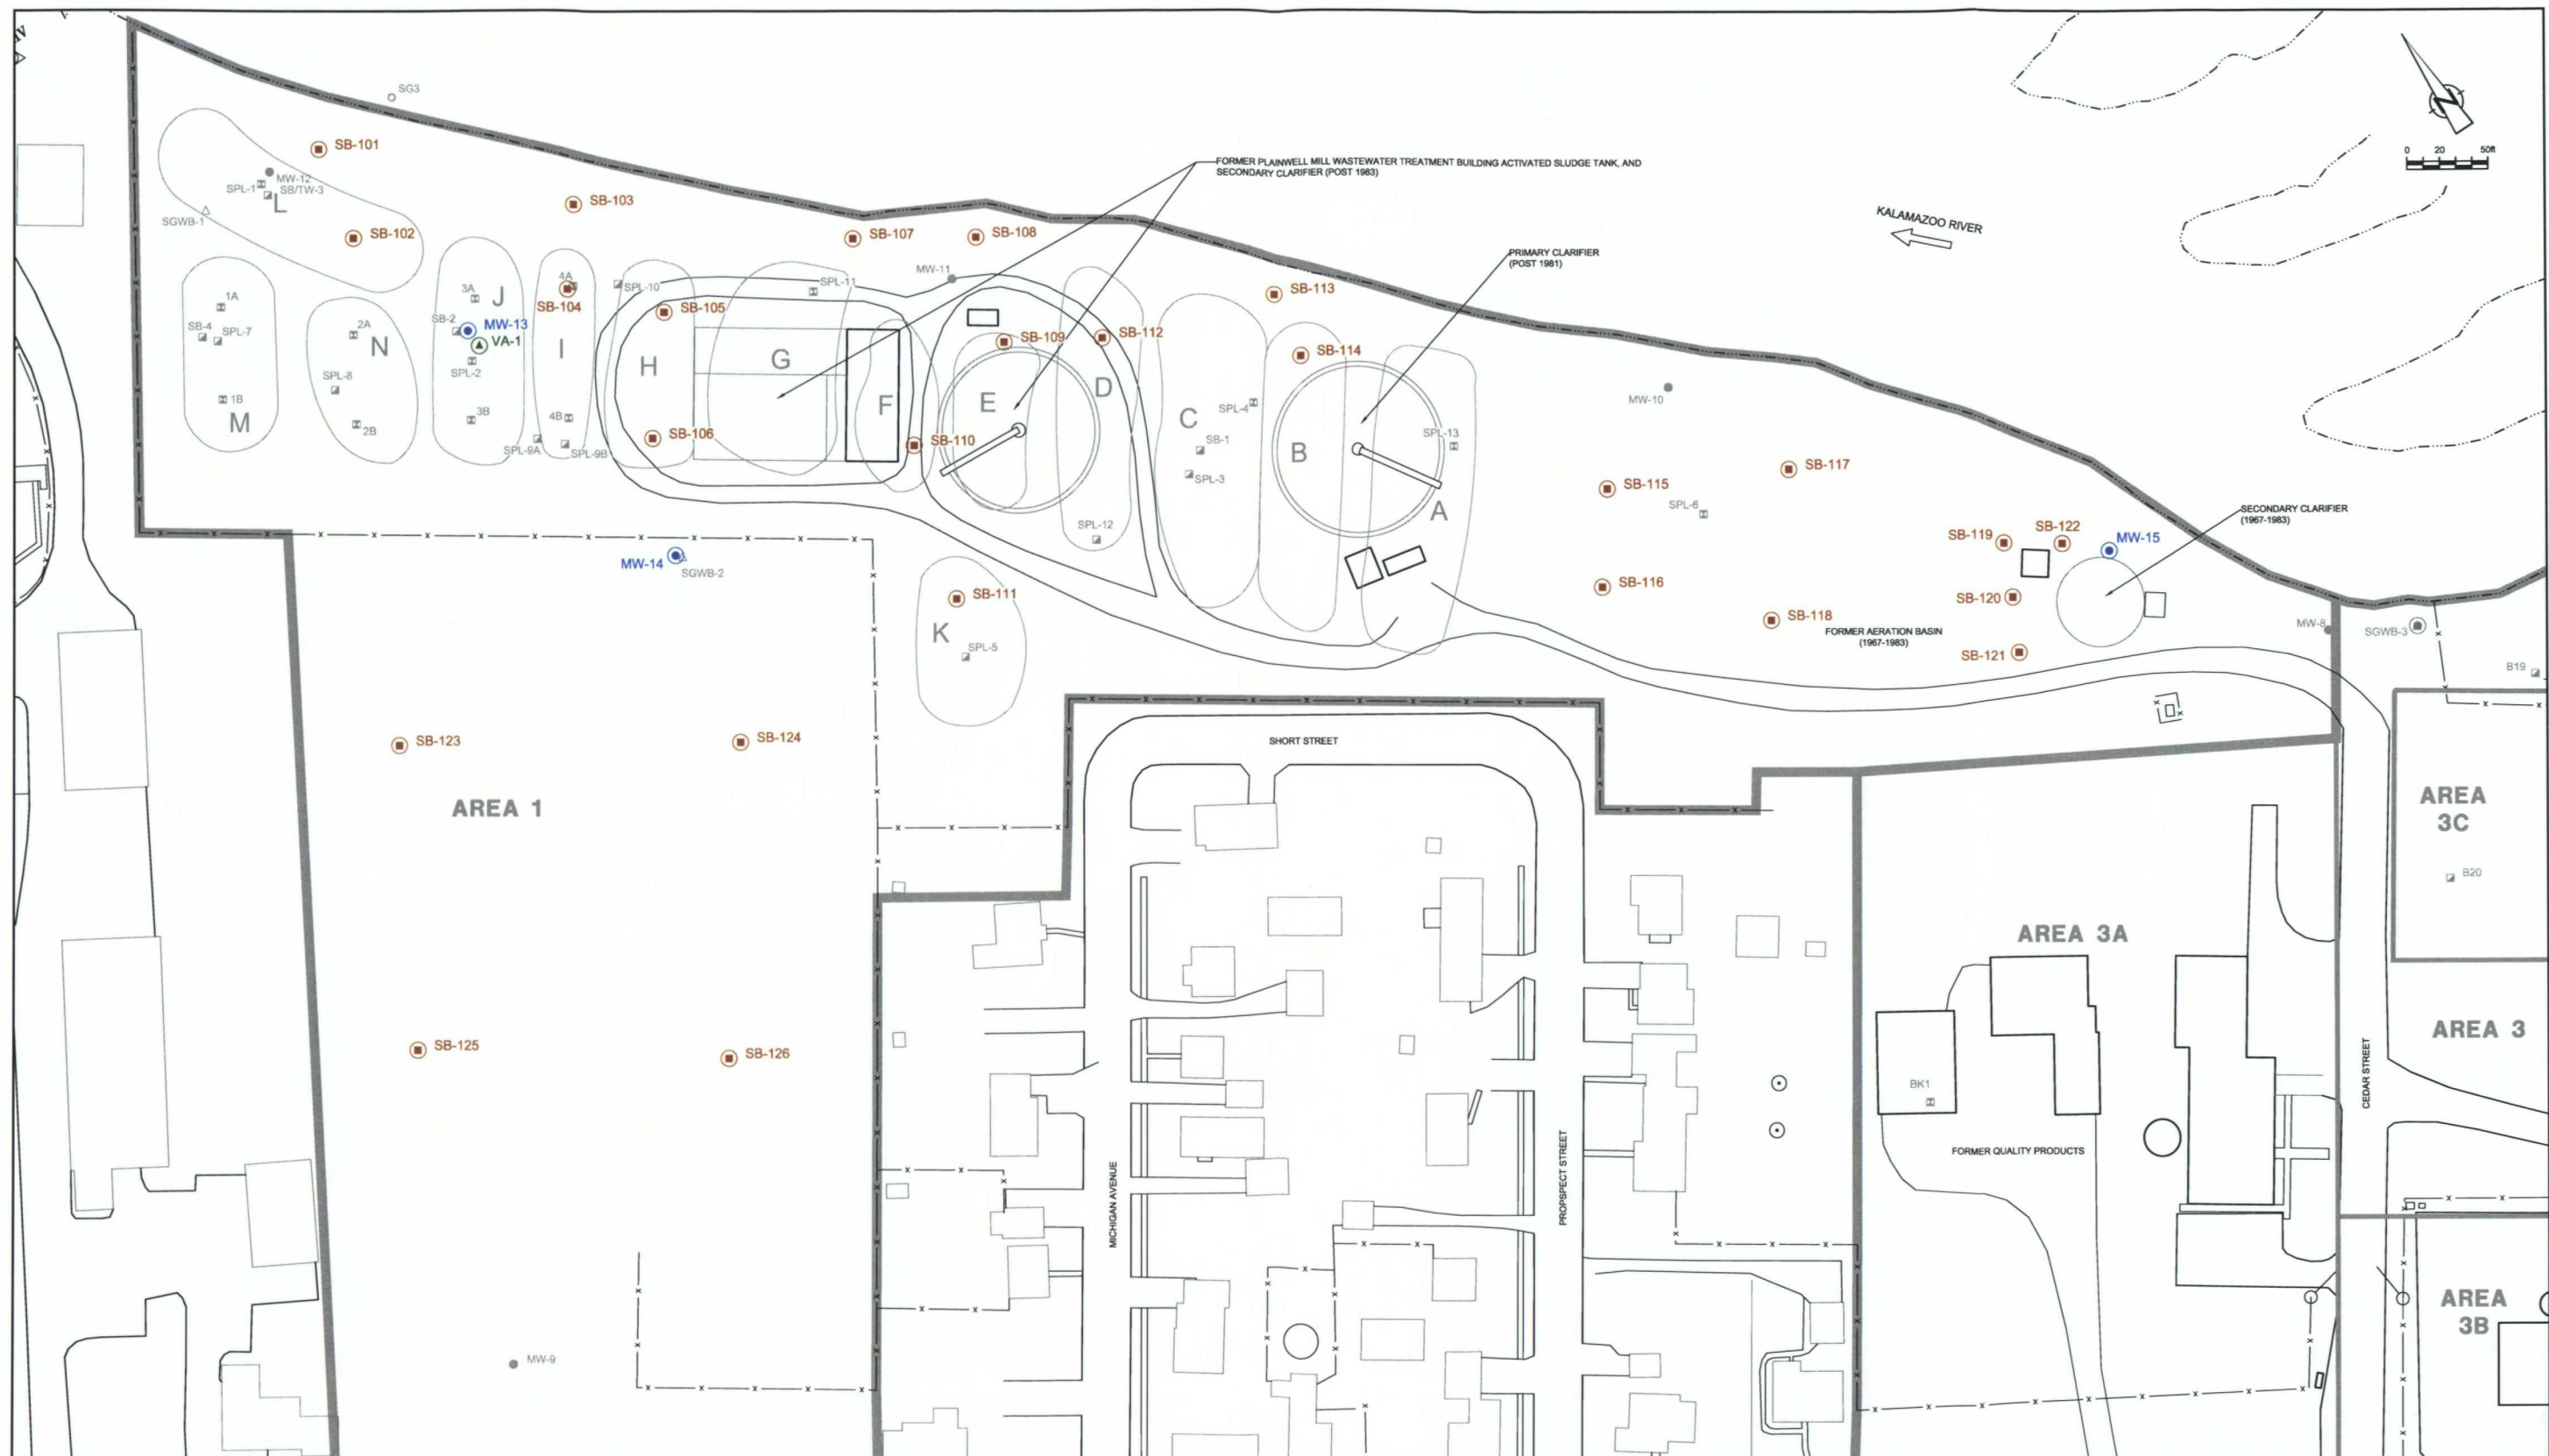 SG3
SB-101
MW-12
SPL-1
SB/TW-3
L
SGWB-1
SB-102
SB-103
FORMER PLAINWELL MILL WASTEWATER TREATMENT BUILDING ACTIVATED SLUDGE TANK, AND
SECONDARY CLARIFIER (POST 1983)
N
0 20 50ft
KALAMAZOO RIVER
SB-107
SB-108
PRIMARY CLARIFIER
(POST 1981)
MW-11
4A
SB-104
SPL-10
SPL-11
SB-113
1A
3A
J
SB-105
SB-4
SPL-7
2A
N
SB-2
MW-13
VA-1
SPL-2
I
H
G
SB-109
SB-112
SB-114
SPL-8
1B
M
2B
3B
4B
SPL-9A
SPL-9B
SB-106
F
E
D
SB-110
C
SPL-4
SB-1
SPL-3
B
A
SPL-13
MW-10
SB-115
SB-117
SPL-6
SPL-12
SECONDARY CLARIFIER
(1967-1983)
SB-119
SB-122
MW-15
MW-14
SGWB-2
SB-111
K
SPL-5
SB-116
SB-118
SB-120
FORMER AERATION BASIN
(1967-1983)
SB-121
MW-8
SGWB-3
B19
SB-123
SB-124
SHORT STREET
AREA 1
AREA
3C
B20
AREA 3A
AREA 3
SB-125
SB-126
BK1
FORMER QUALITY PRODUCTS
MICHIGAN AVENUE
PROPSPECT STREET
CEDAR STREET
AREA
3B
MW-9